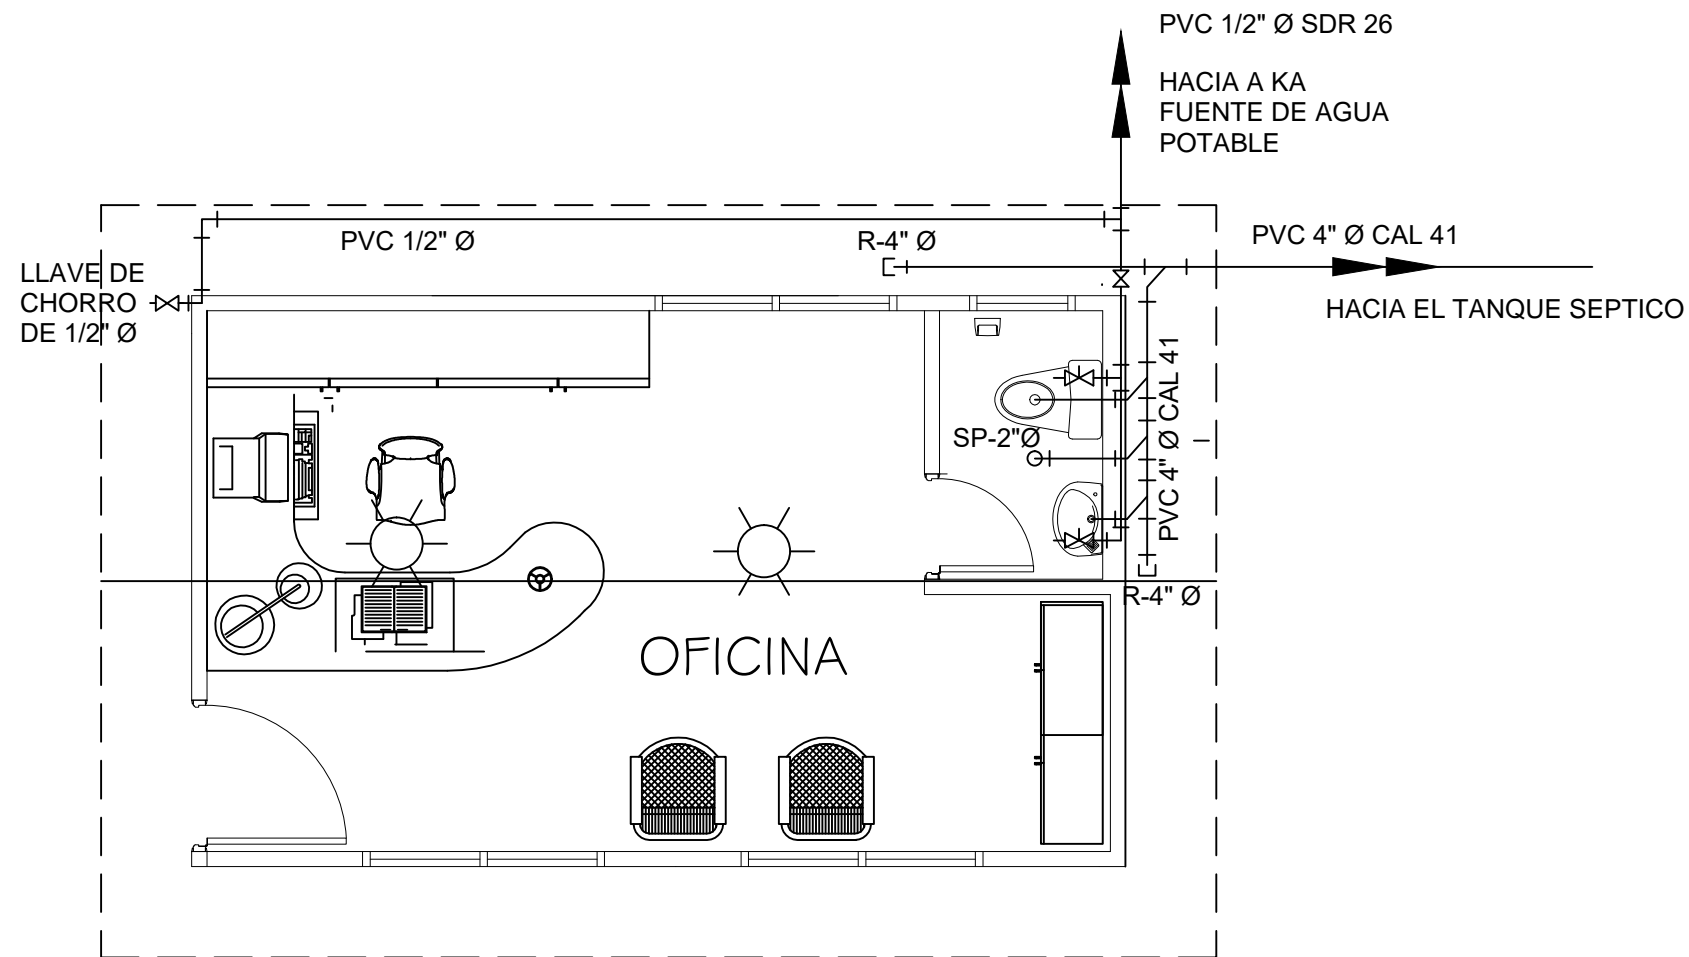 PVC 1/2" Ø SDR 26
HACIA A KA
FUENTE DE AGUA
POTABLE
PVC 1/2" Ø
R-4" Ø
PVC 4" Ø CAL 41
LLAVE DE
CHORRO
DE 1/2" Ø
HACIA EL TANQUE SEPTICO
PVC 4" Ø CAL 41
SP-2"Ø
R-4" Ø
OFICINA